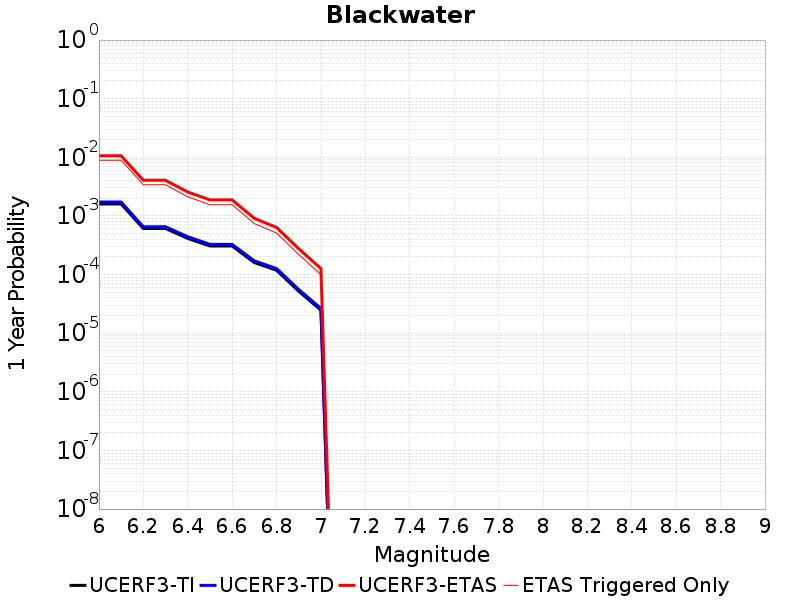 Blackwater
1 Year Probability
10^0
10^-1
10^-2
10^-3
10^-4
10^-5
10^-6
10^-7
10^-8
6 6.2 6.4 6.6 6.8 7 7.2 7.4 7.6 7.8 8 8.2 8.4 8.6 8.8 9
Magnitude
UCERF3-TI UCERF3-TD UCERF3-ETAS ETAS Triggered Only